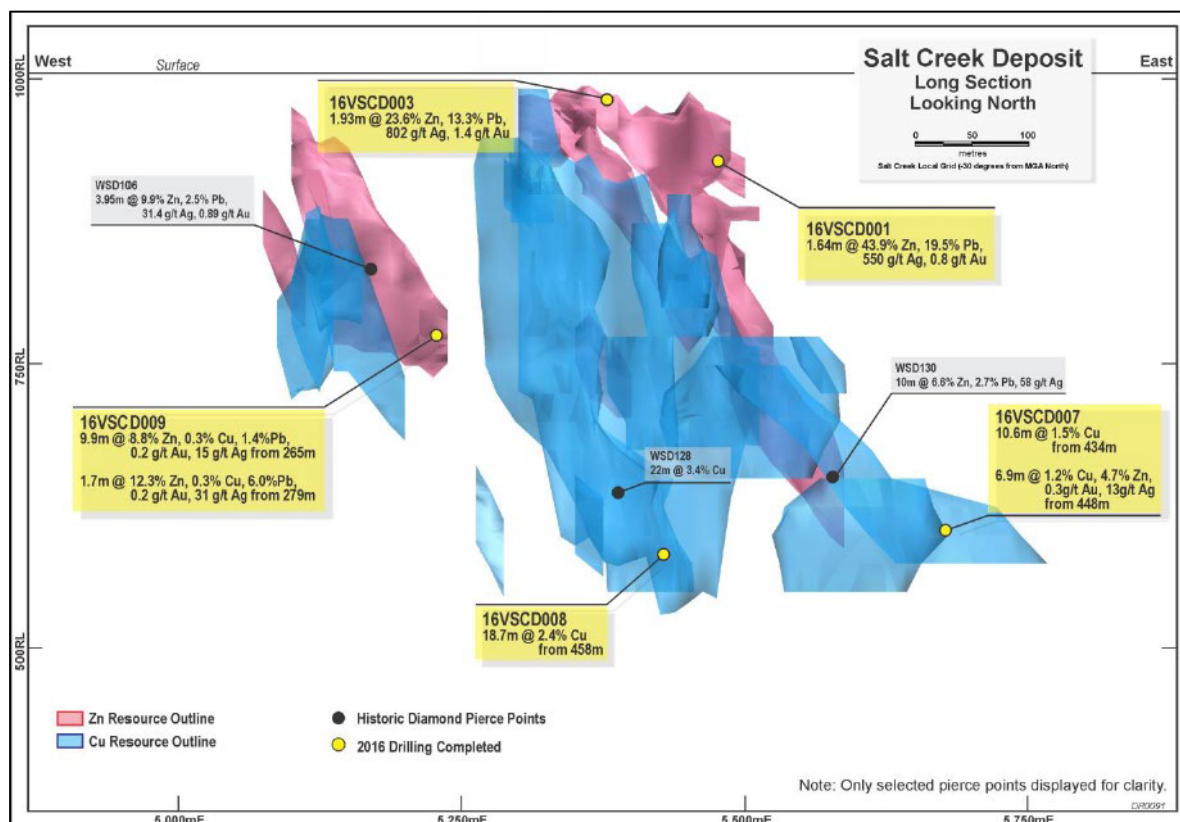 West
Surface
Salt Creek Deposit
Long Section
Looking North
0 50 100
metres
Salt Creek Local Grid (-30 degrees from MGA North)
East
1000RL
750RL
500RL
16VSCD003
1.93m @ 23.6% Zn, 13.3% Pb,
802 g/t Ag, 1.4 g/t Au
WSD106
3.95m @ 9.9% Zn, 2.5% Pb,
31.4 g/t Ag, 0.89 g/t Au
16VSCD001
1.64m @ 43.9% Zn, 19.5% Pb,
550 g/t Ag, 0.8 g/t Au
WSD130
10m @ 6.6% Zn, 2.7% Pb, 58 g/t Ag
16VSCD009
9.9m @ 8.8% Zn, 0.3% Cu, 1.4%Pb,
0.2 g/t Au, 15 g/t Ag from 265m
1.7m @ 12.3% Zn, 0.3% Cu, 6.0%Pb,
0.2 g/t Au, 31 g/t Ag from 279m
WSD128
22m @ 3.4% Cu
16VSCD007
10.6m @ 1.5% Cu
from 434m
6.9m @ 1.2% Cu, 4.7% Zn,
0.3g/t Au, 13g/t Ag
from 448m
16VSCD008
18.7m @ 2.4% Cu
from 458m
Zn Resource Outline
Cu Resource Outline
Historic Diamond Pierce Points
2016 Drilling Completed
Note: Only selected pierce points displayed for clarity.
DR0091
5,000mE
5,250mE
5,500mE
5,750mE